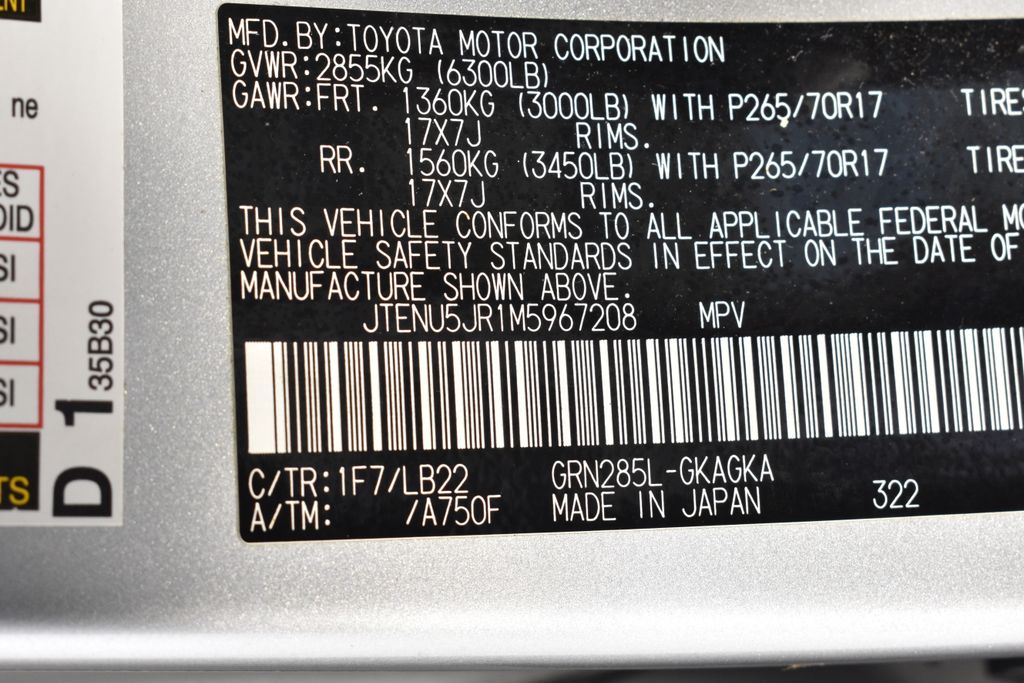 MFD.BY:TOYOTA MOTOR CORPORATION
GVWR:2855KG (6300LB)
GAWR:FRT. 1360KG (3000LB) WITH P265/70R17 TIRES
17X7J RIMS.
RR. 1560KG (3450LB) WITH P265/70R17 TIRE
17X7J RIMS.
THIS VEHICLE CONFORMS TO ALL APPLICABLE FEDERAL MO
VEHICLE SAFETY STANDARDS IN EFFECT ON THE DATE OF
MANUFACTURE SHOWN ABOVE.
JTENU5JR1M5967208 MPV
C/TR:1F7/LB22 GRN285L-GKAGKA
A/TM: /A750F MADE IN JAPAN 322
ne
ES
OID
SI
SI
SI
TS
D 1 35B30